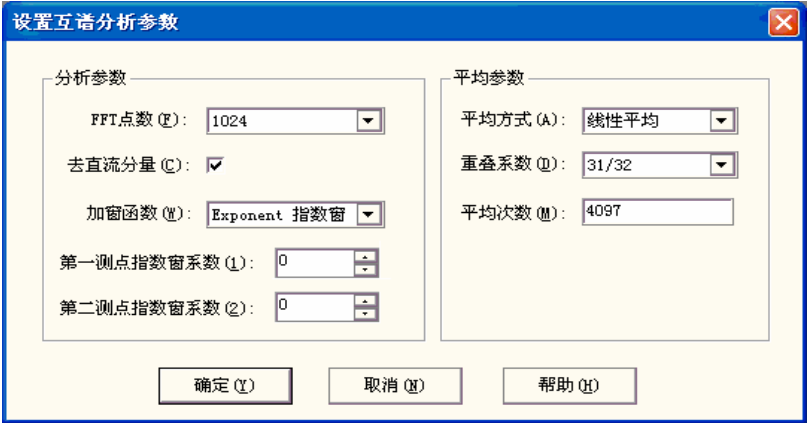 设置互谱分析参数
分析参数
FFT点数(F): 1024
去直流分量(C):
加窗函数(W): Exponent 指数窗
第一测点指数窗系数(1): 0
第二测点指数窗系数(2): 0
平均参数
平均方式(A): 线性平均
重叠系数(D): 31/32
平均次数(M): 4097
确定(Y) 取消(N) 帮助(H)